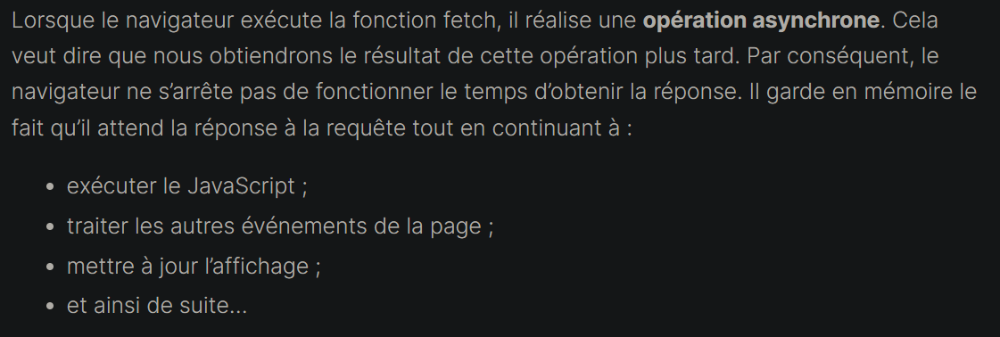 Lorsque le navigateur exécute la fonction fetch, il réalise une opération asynchrone. Cela
veut dire que nous obtiendrons le résultat de cette opération plus tard. Par conséquent, le
navigateur ne s’arrête pas de fonctionner le temps d’obtenir la réponse. Il garde en mémoire le
fait qu’il attend la réponse à la requête tout en continuant à :
• exécuter le JavaScript ;
• traiter les autres événements de la page ;
• mettre à jour l’affichage ;
• et ainsi de suite…